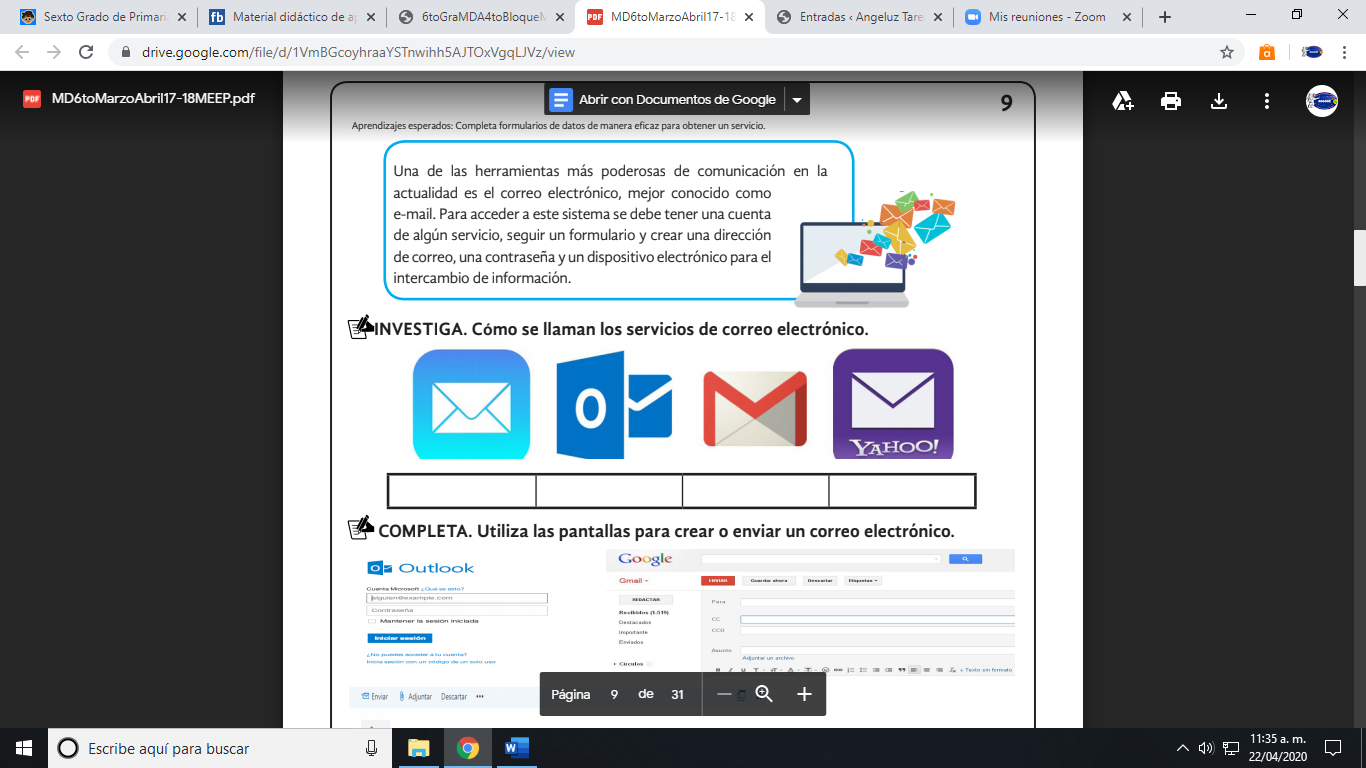 Sexto Grado de Primari
Material didáctico de ap
6toGraMDA4toBloqueM
MD6toMarzoAbril17-18
Entradas ‹ Angeluz Tare
Mis reuniones - Zoom
drive.google.com/file/d/1VmBGcoyhraaYSTnwihh5AJTOxVgqLJVz/view
PDF MD6toMarzoAbril17-18MEEP.pdf
Abrir con Documentos de Google
9
Aprendizajes esperados: Completa formularios de datos de manera eficaz para obtener un servicio.
Una de las herramientas más poderosas de comunicación en la
actualidad es el correo electrónico, mejor conocido como
e-mail. Para acceder a este sistema se debe tener una cuenta
de algún servicio, seguir un formulario y crear una dirección
de correo, una contraseña y un dispositivo electrónico para el
intercambio de información.
INVESTIGA. Cómo se llaman los servicios de correo electrónico.
YAHOO!
COMPLETA. Utiliza las pantallas para crear o enviar un correo electrónico.
Outlook
Cuenta Microsoft ¿Qué es esto?
alguien@example.com
Contraseña
Mantener la sesión iniciada
Iniciar sesión
¿No puedes acceder a tu cuenta?
Inicia sesión con un código de un solo uso
Enviar Adjuntar Descartar •••
Google
Gmail
ENVIAR Guardar ahora Descartar Etiquetas
REDACTAR
Recibidos (1.519)
Destacados
Importante
Enviados
Círculos
Para
CC
CCO
Asunto
Adjuntar un archivo
« Texto sin formato
Página 9 de 31
Escribe aquí para buscar
11:35 a. m.
22/04/2020